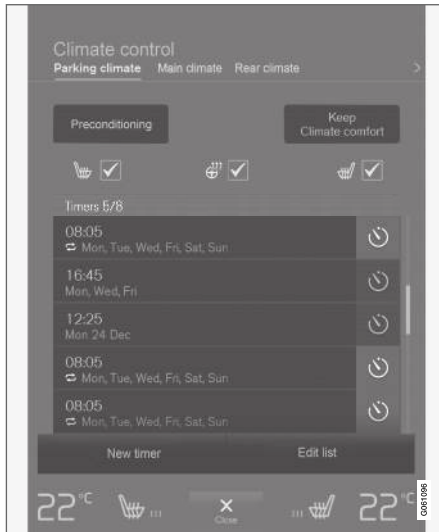 Climate control
Parking climate Main climate Rear climate
Preconditioning
Keep
Climate comfort
Timers 5/8
08:05
Mon, Tue, Wed, Fri, Sat, Sun
16:45
Mon, Wed, Fri
12:25
Mon 24 Dec
08:05
Mon, Tue, Wed, Fri, Sat, Sun
08:05
Mon, Tue, Wed, Fri, Sat, Sun
New timer Edit list
22°C 22°C
Close
G061096